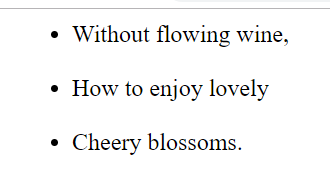 • Without flowing wine,
• How to enjoy lovely
• Cheery blossoms.